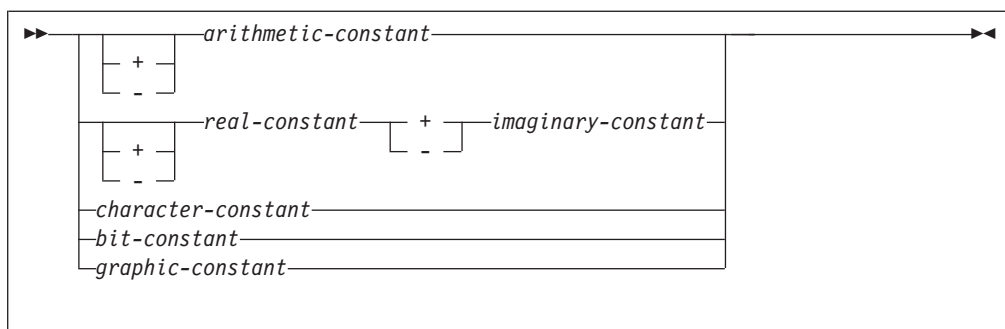 arithmetic-constant
+
-
real-constant + imaginary-constant
-
+
-
character-constant
bit-constant
graphic-constant